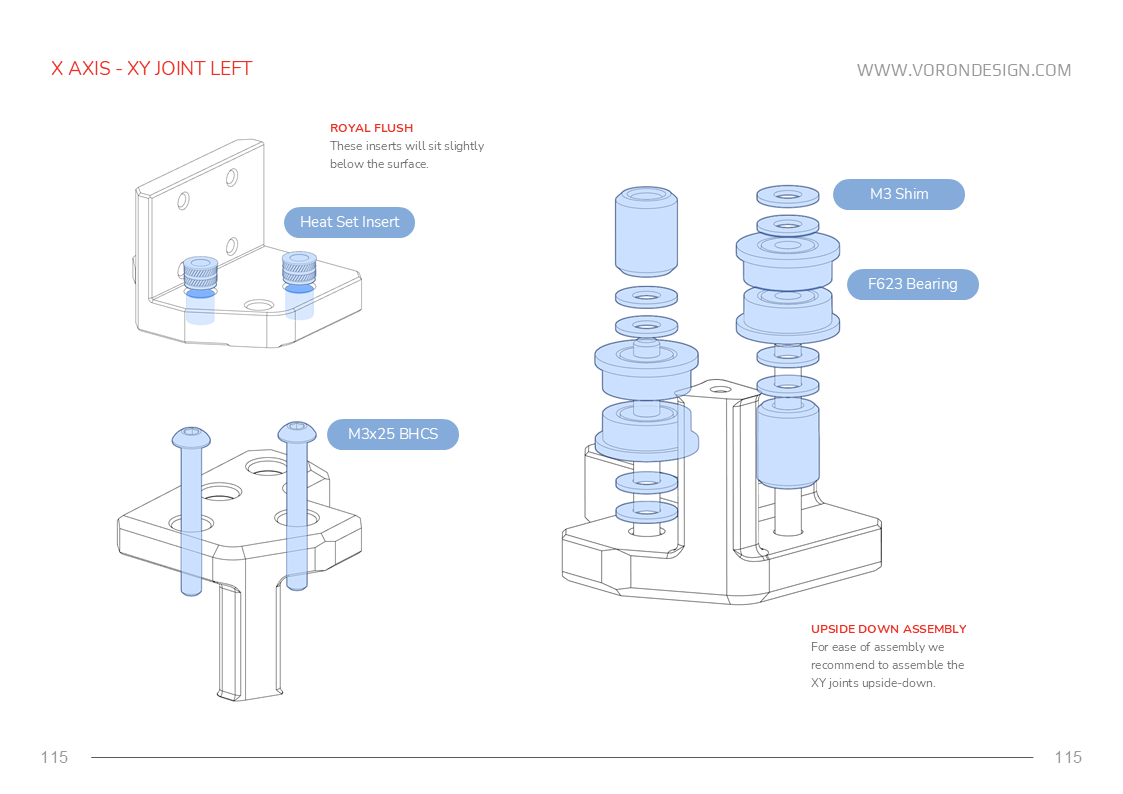 X AXIS - XY JOINT LEFT
WWW.VORONDESIGN.COM
ROYAL FLUSH
These inserts will sit slightly
below the surface.
Heat Set Insert
M3 Shim
F623 Bearing
M3x25 BHCS
UPSIDE DOWN ASSEMBLY
For ease of assembly we
recommend to assemble the
XY joints upside-down.
115
115